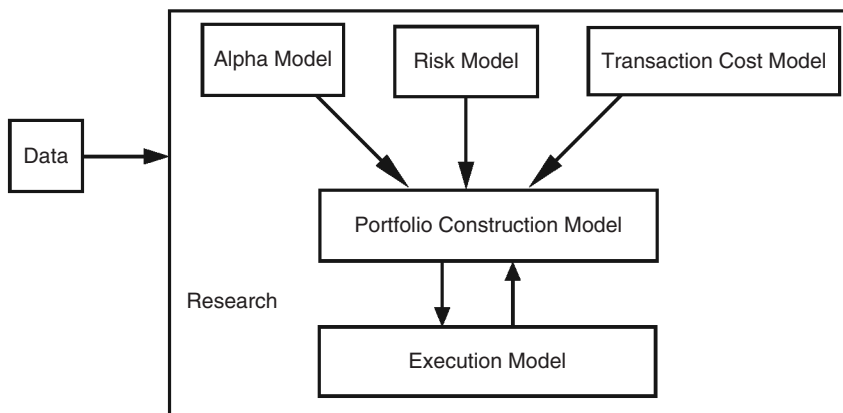 Alpha Model
Risk Model
Transaction Cost Model
Data
Portfolio Construction Model
Research
Execution Model